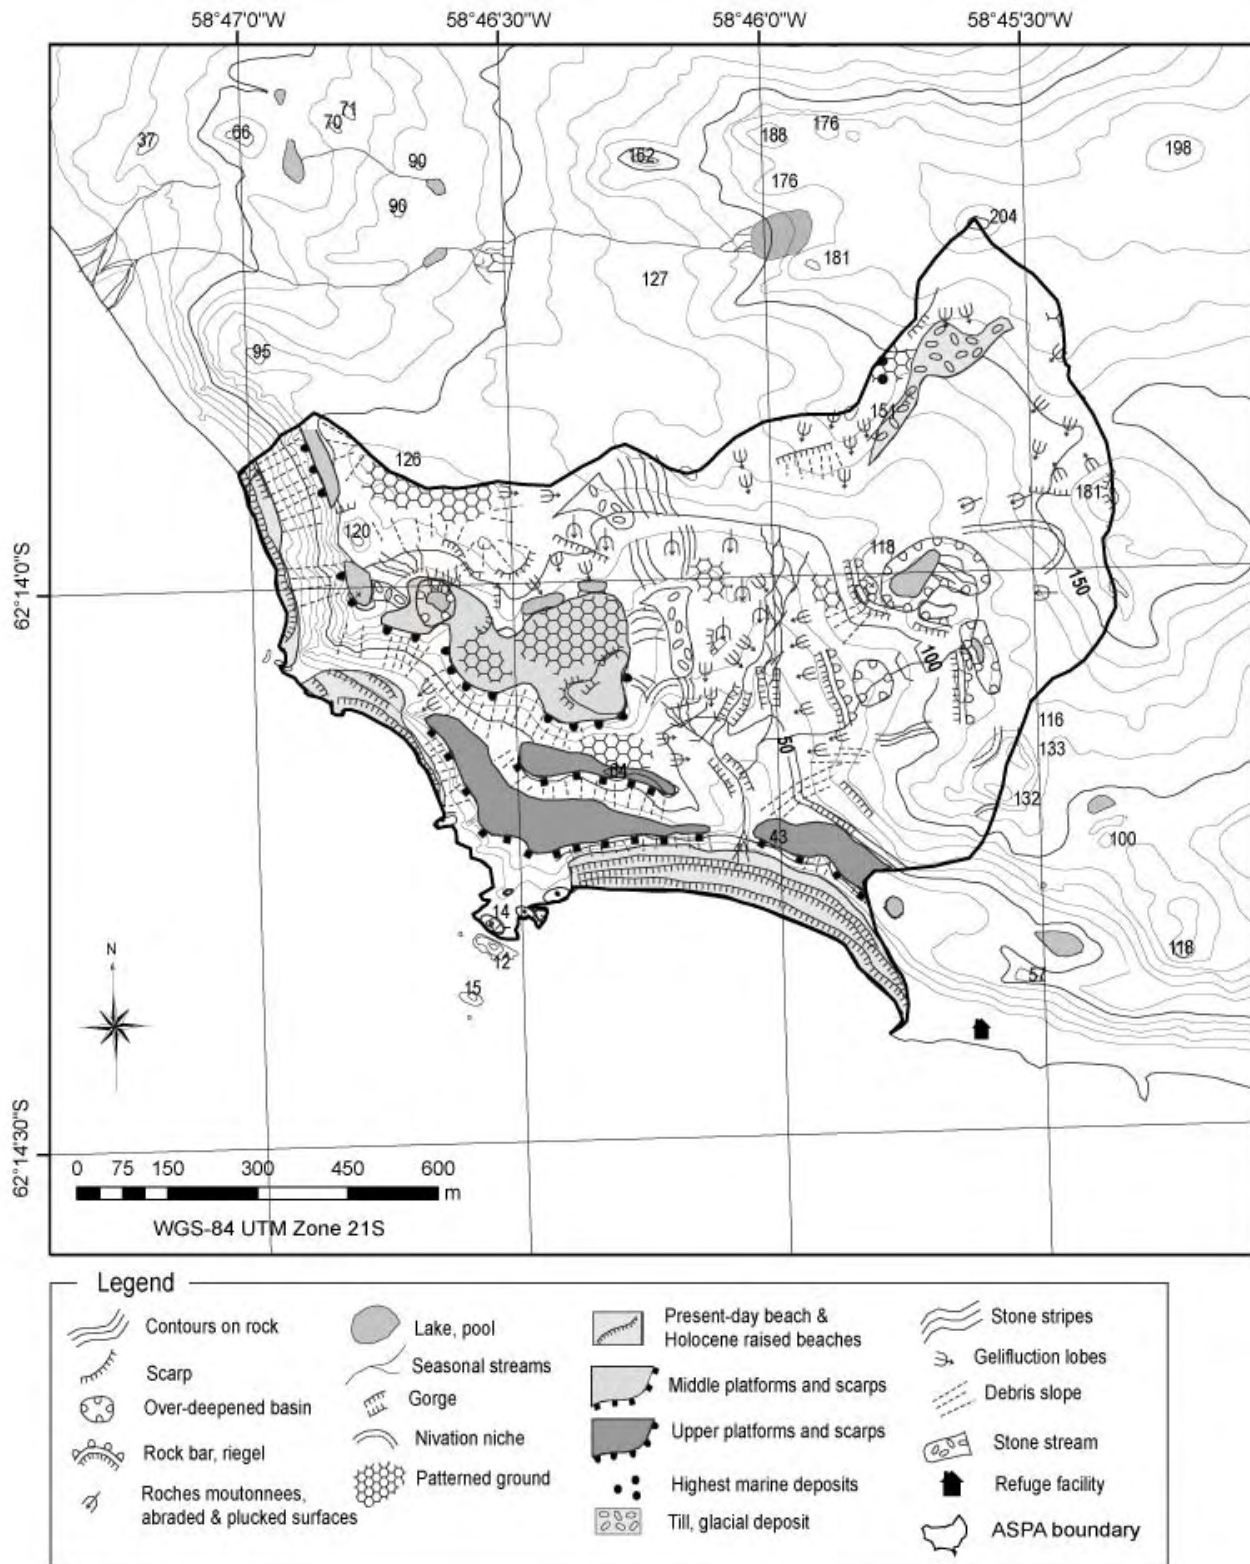 58°47'0"W 58°46'30"W 58°46'0"W 58°45'30"W
71
70
66
37
90
90
162
188
176
198
176
204
181
127
95
151
126
181
120
118
62°14'0"S
150
100
116
133
50
84
132
43
100
14
118
12
57
15
N
62°14'30"S
0 75 150 300 450 600
m
WGS-84 UTM Zone 21S
Legend
Contours on rock
Scarp
Over-deepened basin
Rock bar, riegel
Roches moutonnees,
abraded & plucked surfaces
Lake, pool
Seasonal streams
Gorge
Nivation niche
Patterned ground
Present-day beach &
Holocene raised beaches
Middle platforms and scarps
Upper platforms and scarps
Highest marine deposits
Till, glacial deposit
Stone stripes
Gelifluction lobes
Debris slope
Stone stream
Refuge facility
ASPA boundary